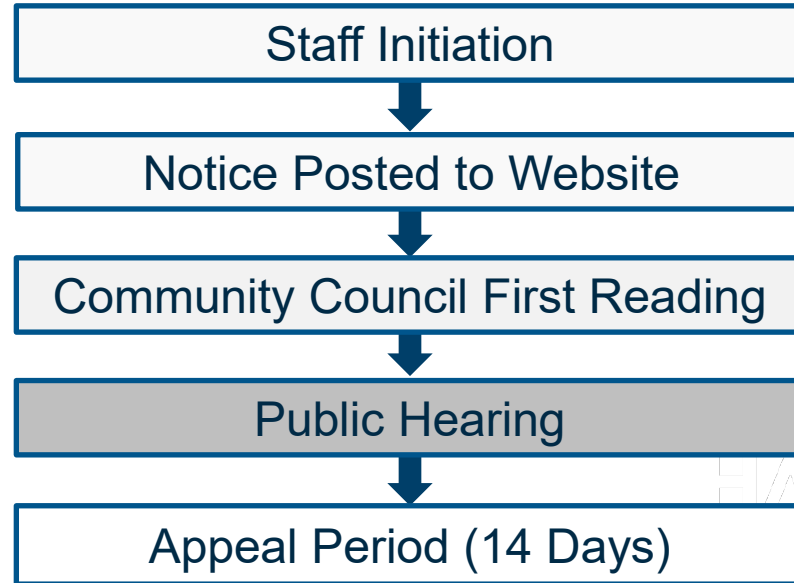 Staff Initiation
Notice Posted to Website
Community Council First Reading
Public Hearing
Appeal Period (14 Days)